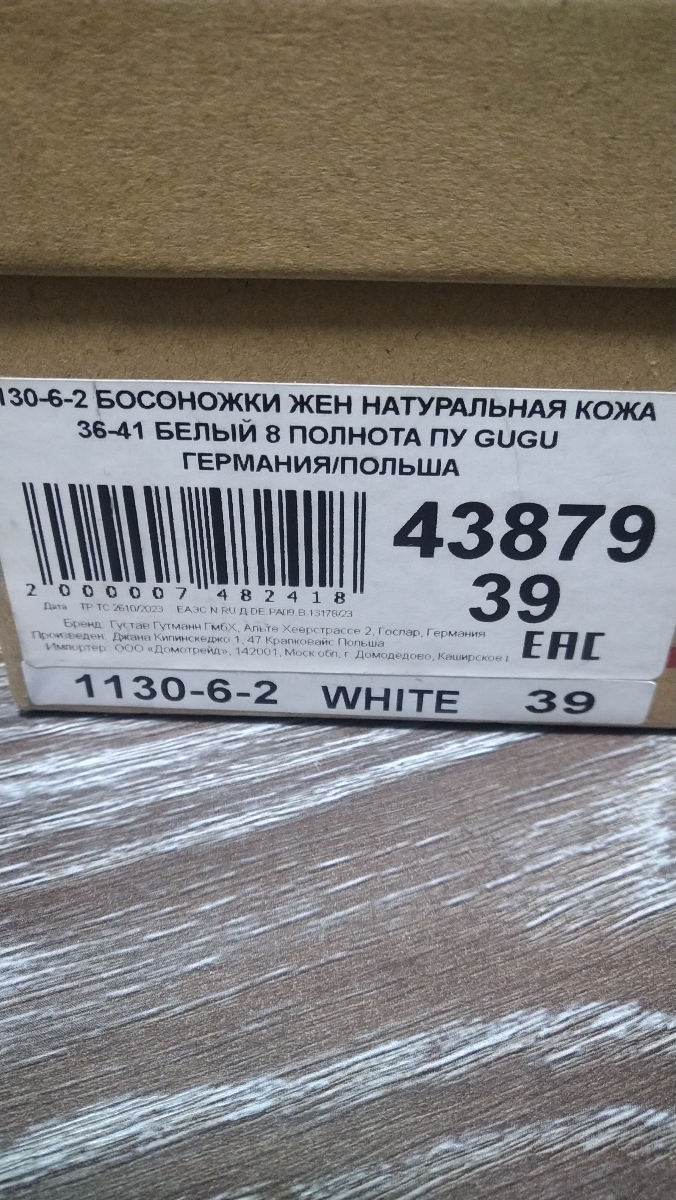 130-6-2 БОСОНОЖКИ ЖЕН НАТУРАЛЬНАЯ КОЖА
36-41 БЕЛЫЙ 8 ПОЛНОТА ПУ GUGU
ГЕРМАНИЯ/ПОЛЬША
43879
39
2 000007 482418
Дата ТР ТС 2610/2023 ЕАЭС N RU Д-DE.РА09.В.13178/23
Бренд: Густав Гутманн ГмбХ, Альте Хеерстрассе 2, Гослар, Германия
Произведен: Джана Кипинскеджо 1, 47 Крапковайс Польша
Импортер: ООО «Домотрейд», 142001, Моск обл, г. Домодедово, Каширское
EAC
1130-6-2 WHITE 39